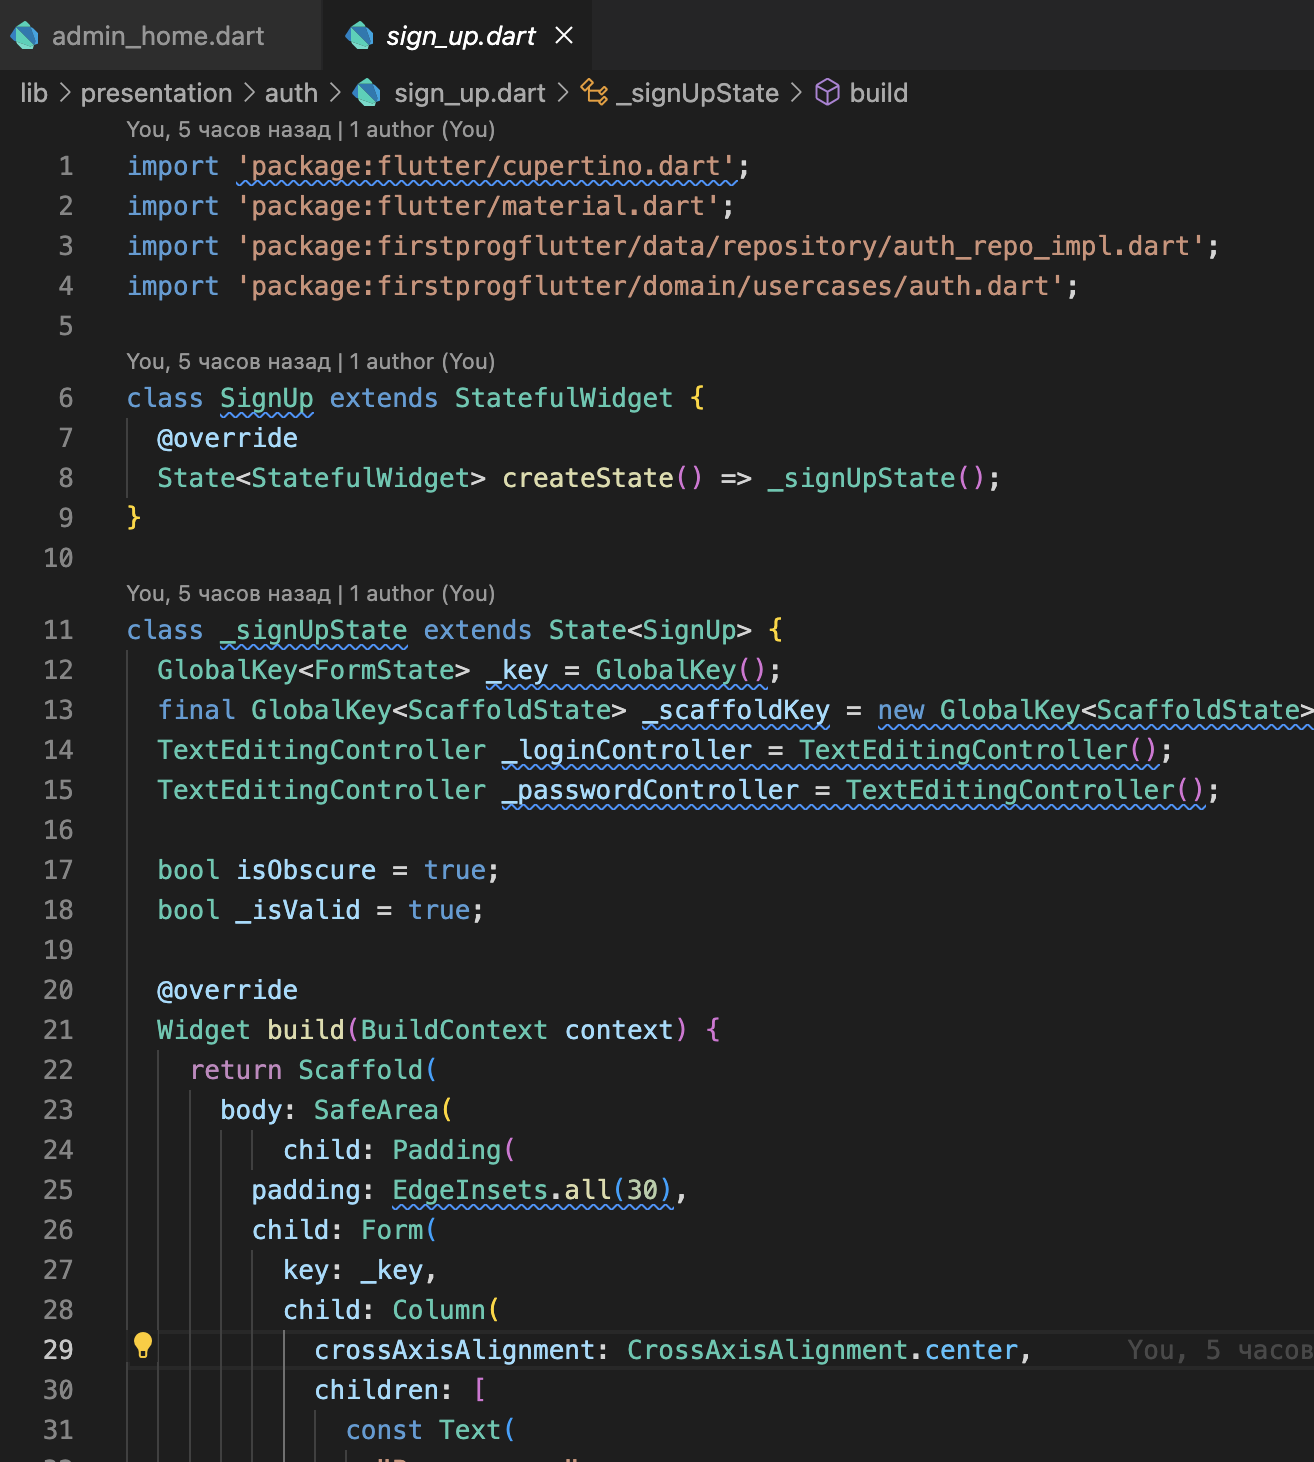 admin_home.dart sign_up.dart
lib > presentation > auth > sign_up.dart > _signUpState > build
You, 5 часов назад | 1 author (You)
1 import 'package:flutter/cupertino.dart';
2 import 'package:flutter/material.dart';
3 import 'package:firstprogflutter/data/repository/auth_repo_impl.dart';
4 import 'package:firstprogflutter/domain/usercases/auth.dart';
5
You, 5 часов назад | 1 author (You)
6 class SignUp extends StatefulWidget {
7 @override
8 State<StatefulWidget> createState() => _signUpState();
9 }
10
You, 5 часов назад | 1 author (You)
11 class _signUpState extends State<SignUp> {
12 GlobalKey<FormState> _key = GlobalKey();
13 final GlobalKey<ScaffoldState> _scaffoldKey = new GlobalKey<ScaffoldState>
14 TextEditingController _loginController = TextEditingController();
15 TextEditingController _passwordController = TextEditingController();
16
17 bool isObscure = true;
18 bool _isValid = true;
19
20 @override
21 Widget build(BuildContext context) {
22 return Scaffold(
23 body: SafeArea(
24 child: Padding(
25 padding: EdgeInsets.all(30),
26 child: Form(
27 key: _key,
28 child: Column(
29 crossAxisAlignment: CrossAxisAlignment.center, You, 5 часов
30 children: [
31 const Text(